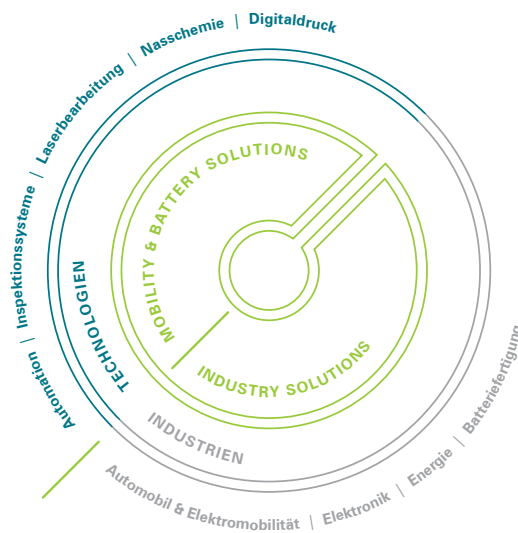 Automation | Inspektionssysteme | Laserbearbeitung | Nasschemie | Digitaldruck
TECHNOLOGIEN
MOBILITY & BATTERY SOLUTIONS
INDUSTRY SOLUTIONS
INDUSTRIEN
Automobil & Elektromobilität | Elektronik | Energie | Batteriefertigung